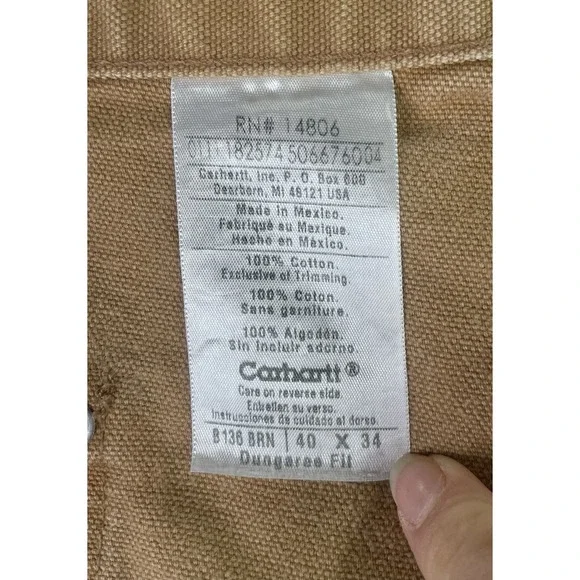 RN# 14806
Carhartt, Inc. P. O. Box 600
Dearborn, MI 48121 USA
Made in Mexico.
Fabriqué au Mexique.
Hecho en México.
100% Cotton.
Exclusive of Trimming.
100% Coton.
Sans garniture.
100% Algodón.
Sin incluir adorno.
Carhartt®
Care on reverse side.
Entretien au verso.
Instrucciones de cuidado al dorso.
B136 BRN 40 X 34
Dungaree Fit